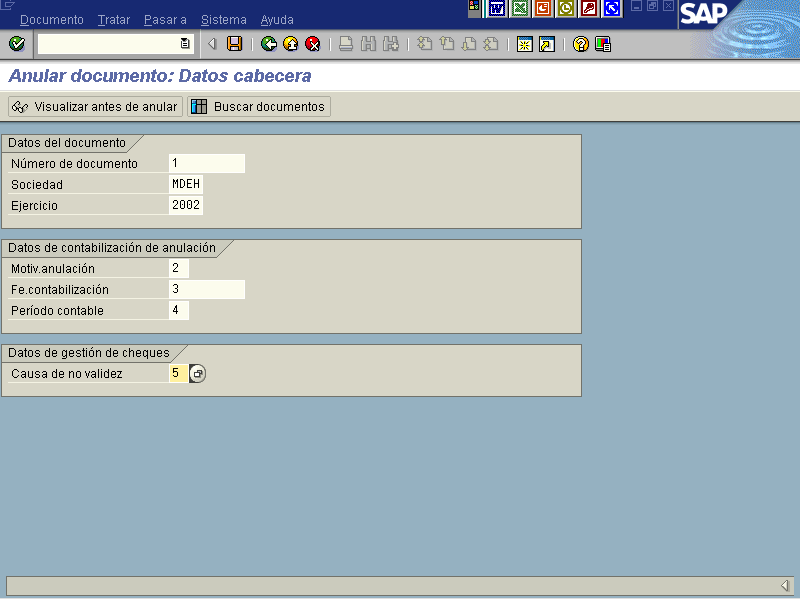 Documento Tratar Pasar a Sistema Ayuda
SAP
Anular documento: Datos cabecera
Visualizar antes de anular Buscar documentos
Datos del documento
Número de documento 1
Sociedad MDEH
Ejercicio 2002
Datos de contabilización de anulación
Motiv.anulación 2
Fe.contabilización 3
Período contable 4
Datos de gestión de cheques
Causa de no validez 5